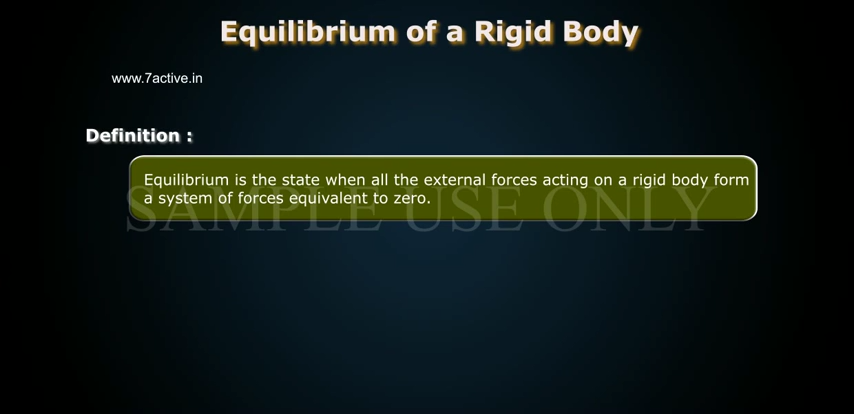 Equilibrium of a Rigid Body
www.7active.in
Definition :
Equilibrium is the state when all the external forces acting on a rigid body form
a system of forces equivalent to zero.
SAMPLE USE ONLY